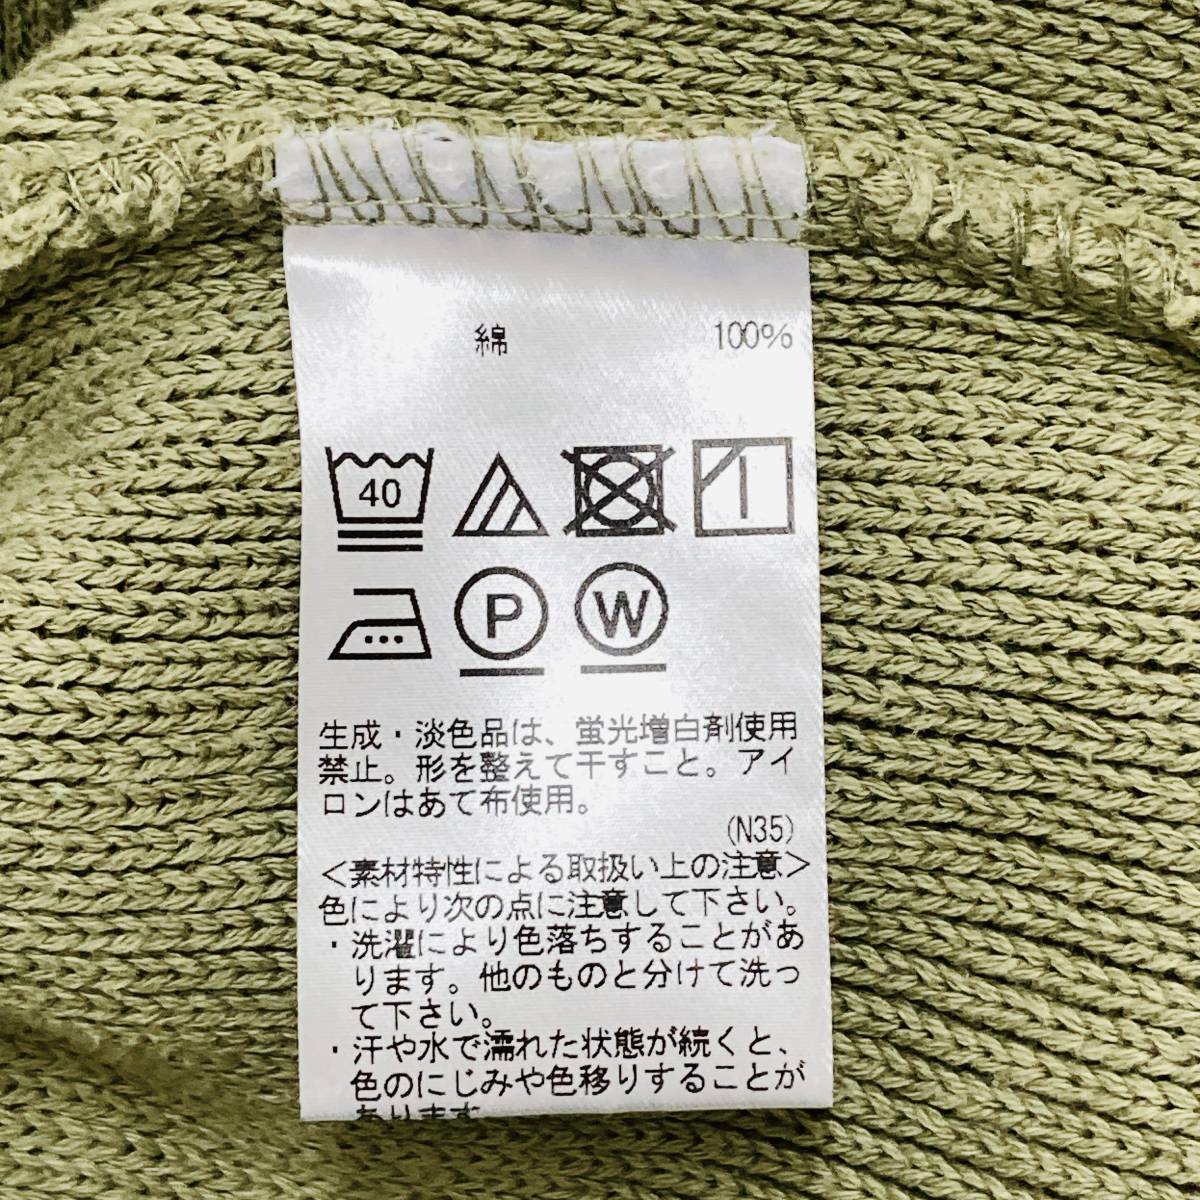 綿 100%
40
P W
生成・淡色品は、蛍光増白剤使用
禁止。形を整えて干すこと。アイ
ロンはあて布使用。
(N35)
＜素材特性による取扱い上の注意＞
色により次の点に注意して下さい。
・洗濯により色落ちすることがあ
ります。他のものと分けて洗っ
て下さい。
・汗や水で濡れた状態が続くと、
色のにじみや色移りすることが
あります